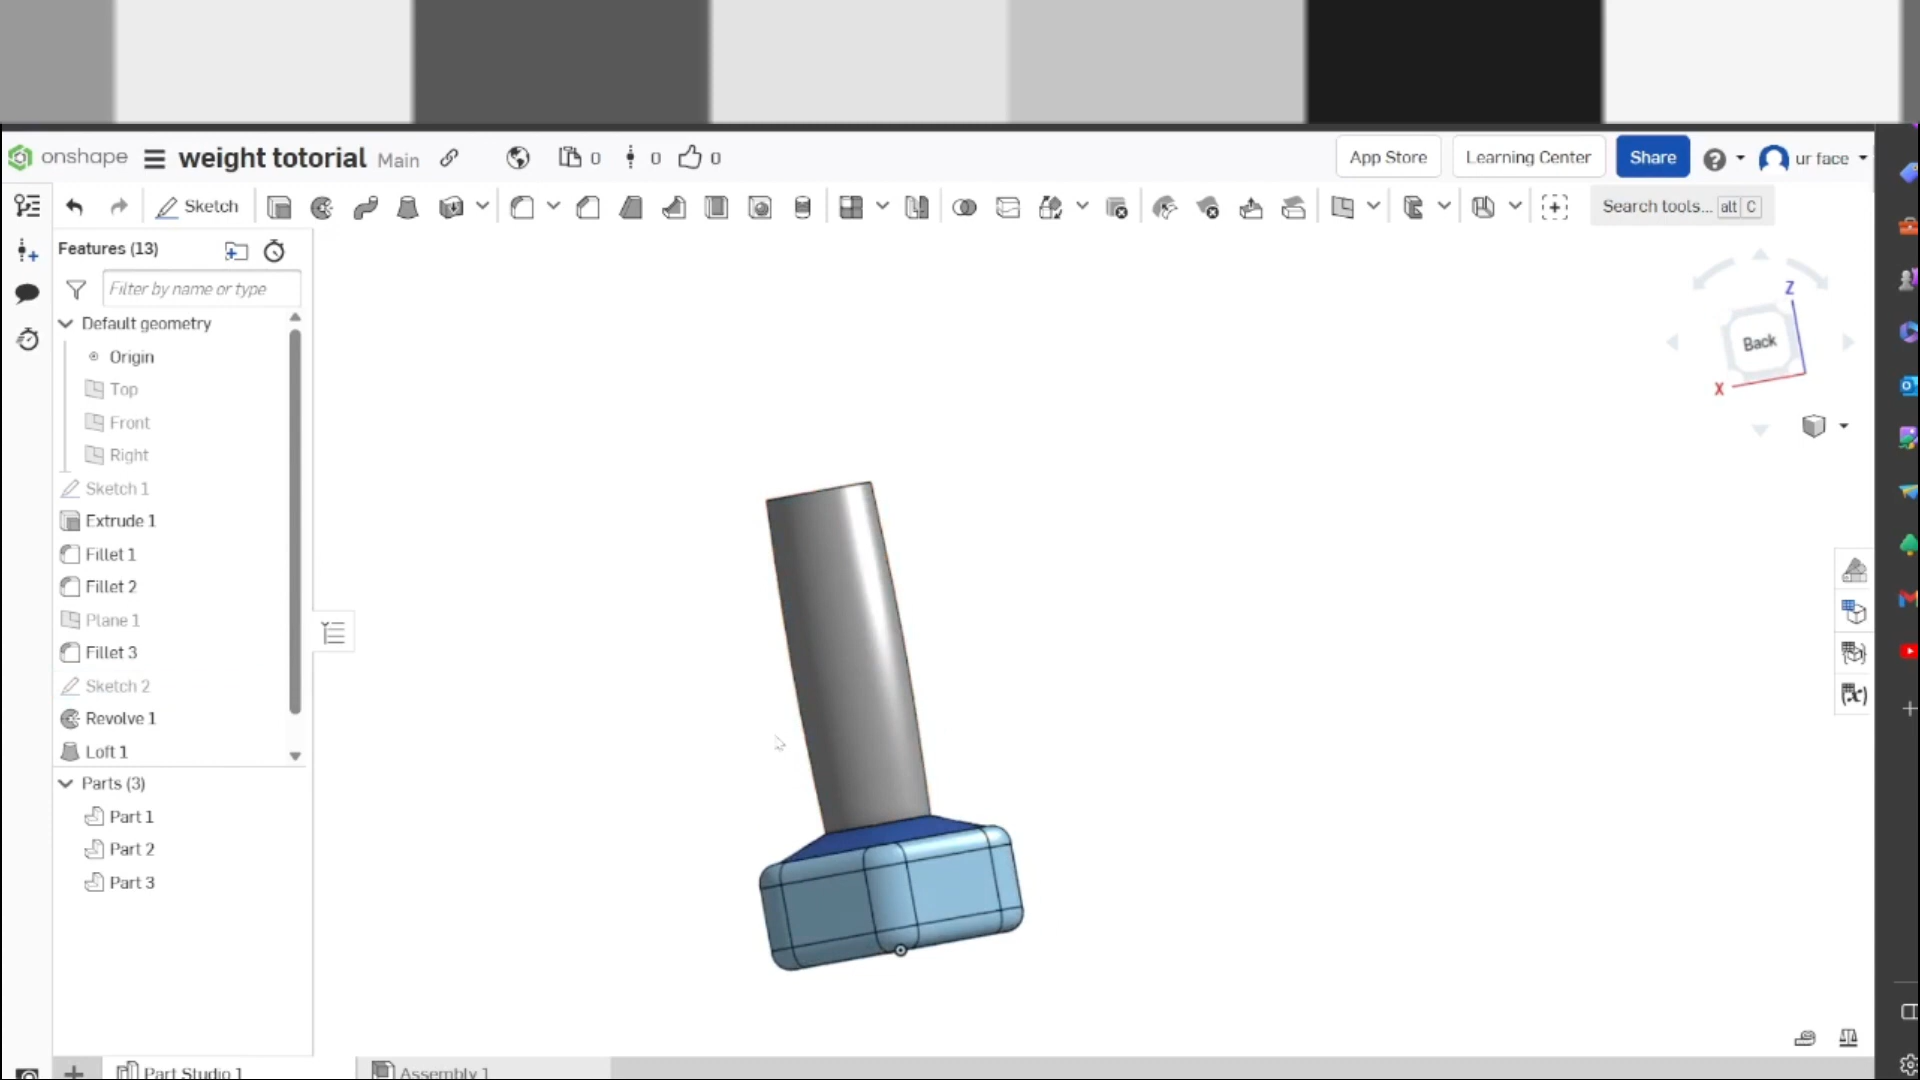 onshape weight totorial Main 0 0 0 App Store Learning Center Share ur face
Sketch Search tools... alt C
Features (13)
Filter by name or type
Default geometry
Origin
Top
Front
Right
Sketch 1
Extrude 1
Fillet 1
Fillet 2
Plane 1
Fillet 3
Sketch 2
Revolve 1
Loft 1
Parts (3)
Part 1
Part 2
Part 3
Z
Back
X
(x)
Part Studio 1 Assembly 1